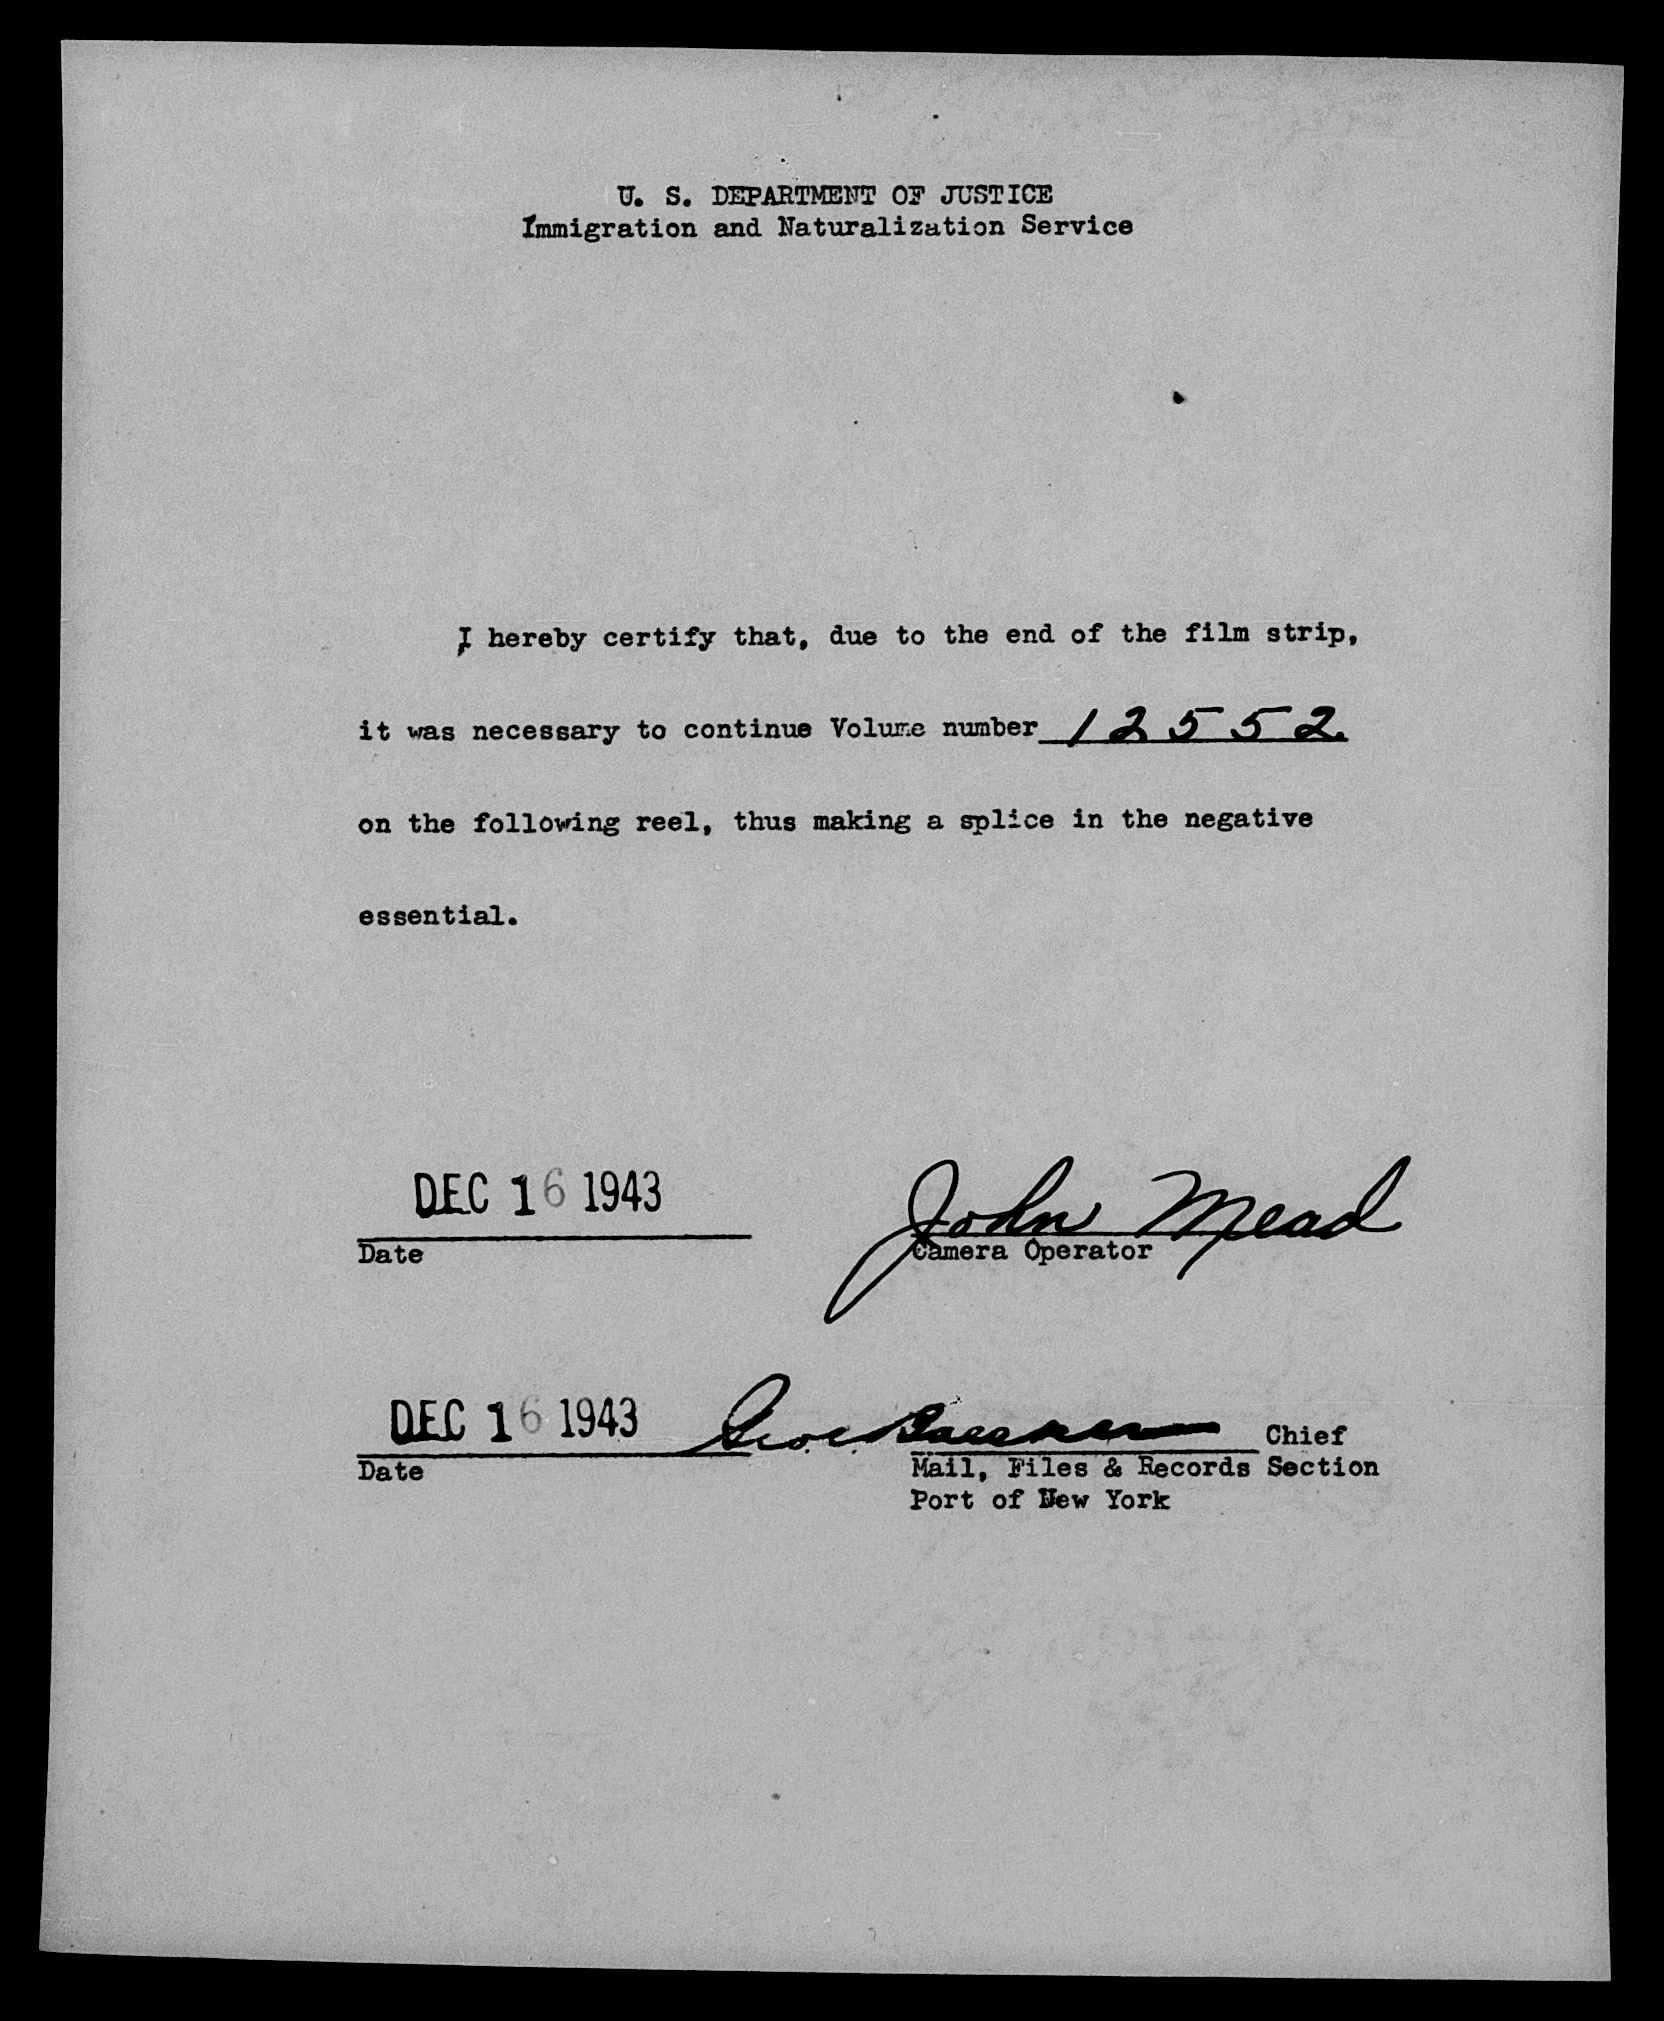 U. S. DEPARTMENT OF JUSTICE
Immigration and Naturalization Service
I hereby certify that, due to the end of the film strip,
it was necessary to continue Volume number 12552.
on the following reel, thus making a splice in the negative
essential.
DEC 16 1943 John Mead
Date Camera Operator
DEC 16 1943 Geo. Chief
Date Mail, Files & Records Section
Port of New York